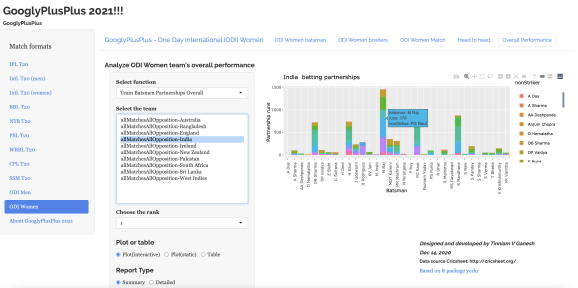 GooglyPlusPlus 2021!!!
GooglyPlusPlus
Match formats
IPL T20
Intl. T20 (men)
Intl. T20 (women)
BBL T20
NTB T20
PSL T20
WBBL T20
CPL T20
SSM T20
ODI Men
ODI Women
About GooglyPlusPlus 2021
GooglyPlusPlus - One Day International (ODI) Women
ODI Women batsman
ODI Women bowlers
ODI Women Match
Head to head
Overall Performance
Analyze ODI Women team's overall performance
Select function
Team Batsmen Partnerships Overall
Select the team
allMatchesAllOpposition-Australia
allMatchesAllOpposition-Bangladesh
allMatchesAllOpposition-England
allMatchesAllOpposition-India
allMatchesAllOpposition-Ireland
allMatchesAllOpposition-New Zealand
allMatchesAllOpposition-Pakistan
allMatchesAllOpposition-South Africa
allMatchesAllOpposition-Sri Lanka
allMatchesAllOpposition-West Indies
Choose the rank
1
Plot or table
Plot(interactive)
Plot(static)
Table
Report Type
Summary
Detailed
India batting partnerships
Partnership runs
1500
1000
500
0
batsman: M Raj
nonStriker: PG Raut
Batsman
nonStriker
A Das
A Sharma
AA Deshpande
Anjum Chopra
D Hemalatha
DB Sharma
DP Vaidya
Designed and developed by Tinniam V Ganesh
Dec 14, 2020
Data source Cricsheet: http://cricsheet.org/
Based on R package yorkr